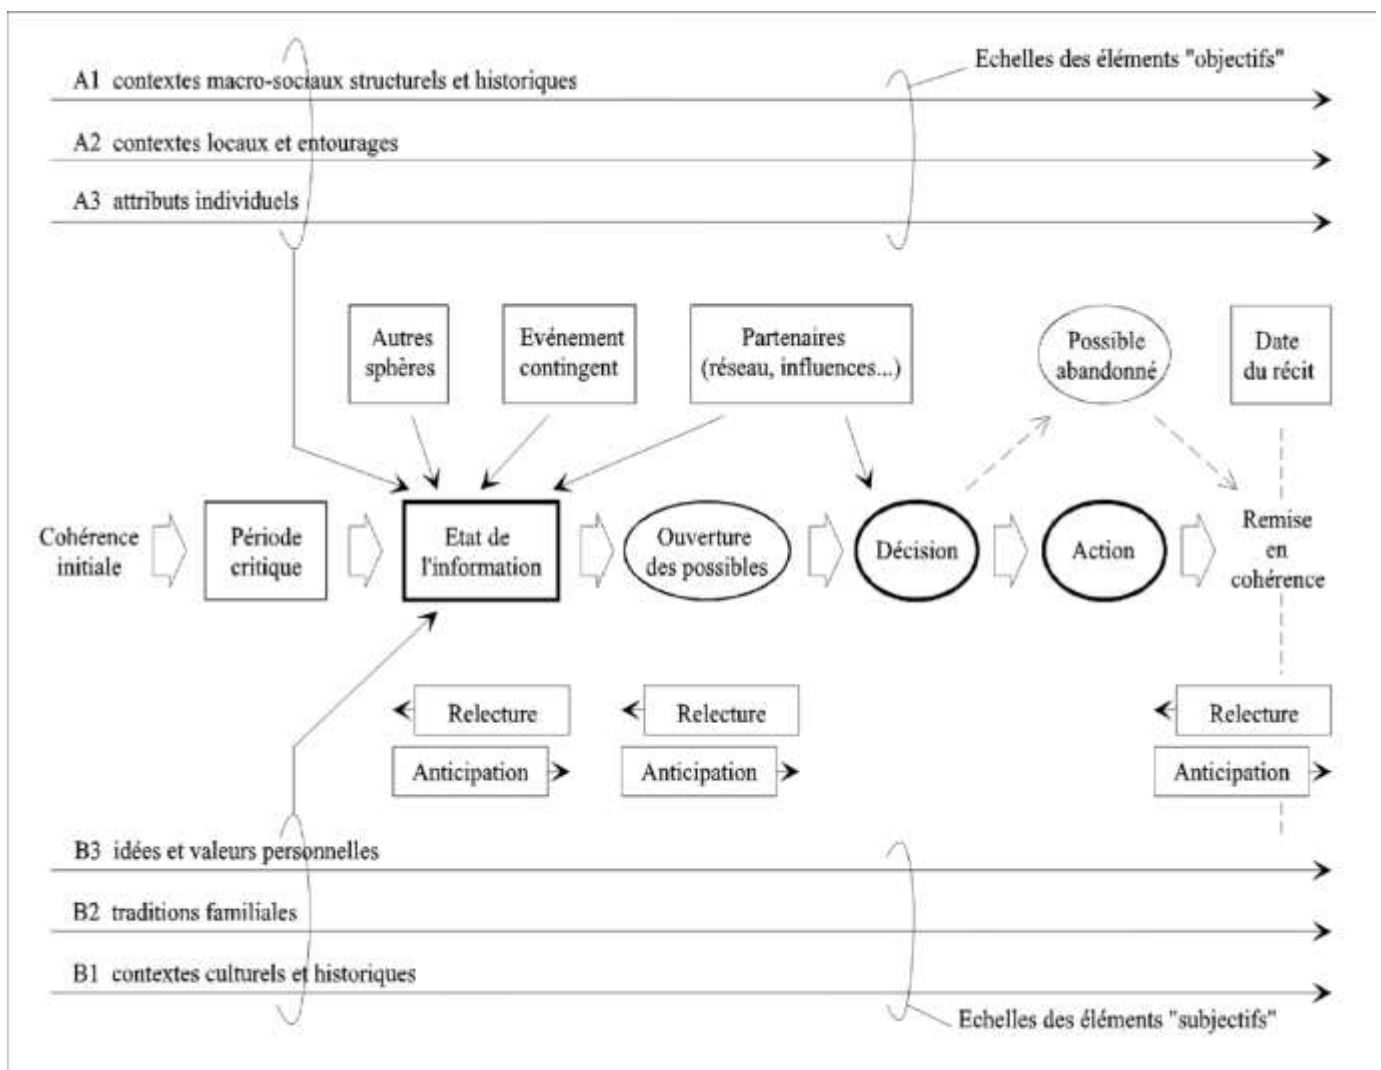 Echelles des éléments "objectifs"
A1 contextes macro-sociaux structurels et historiques
A2 contextes locaux et entourages
A3 attributs individuels
Autres
sphères
Evénement
contingent
Partenaires
(réseau, influences...)
Possible
abandonné
Date
du récit
Cohérence
initiale
Période
critique
Etat de
l'information
Ouverture
des possibles
Décision
Action
Remise
en
cohérence
Relecture
Anticipation
Relecture
Anticipation
Relecture
Anticipation
B3 idées et valeurs personnelles
B2 traditions familiales
B1 contextes culturels et historiques
Echelles des éléments "subjectifs"